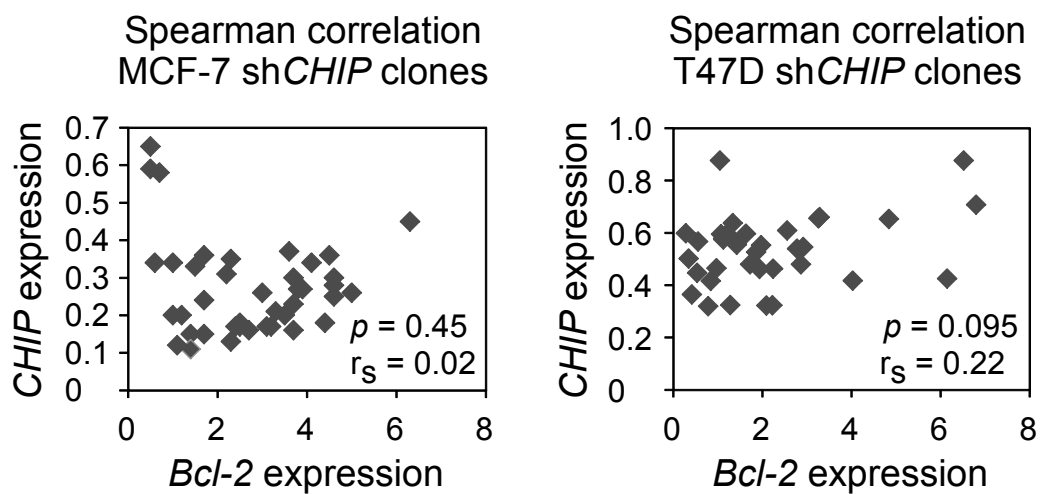 Spearman correlation
MCF-7 shCHIP clones
CHIP expression
0.7
0.6
0.5
0.4
0.3
0.2
0.1
0
p = 0.45
rs = 0.02
0 2 4 6 8
Bcl-2 expression
Spearman correlation
T47D shCHIP clones
CHIP expression
1.0
0.8
0.6
0.4
0.2
0
p = 0.095
rs = 0.22
0 2 4 6 8
Bcl-2 expression